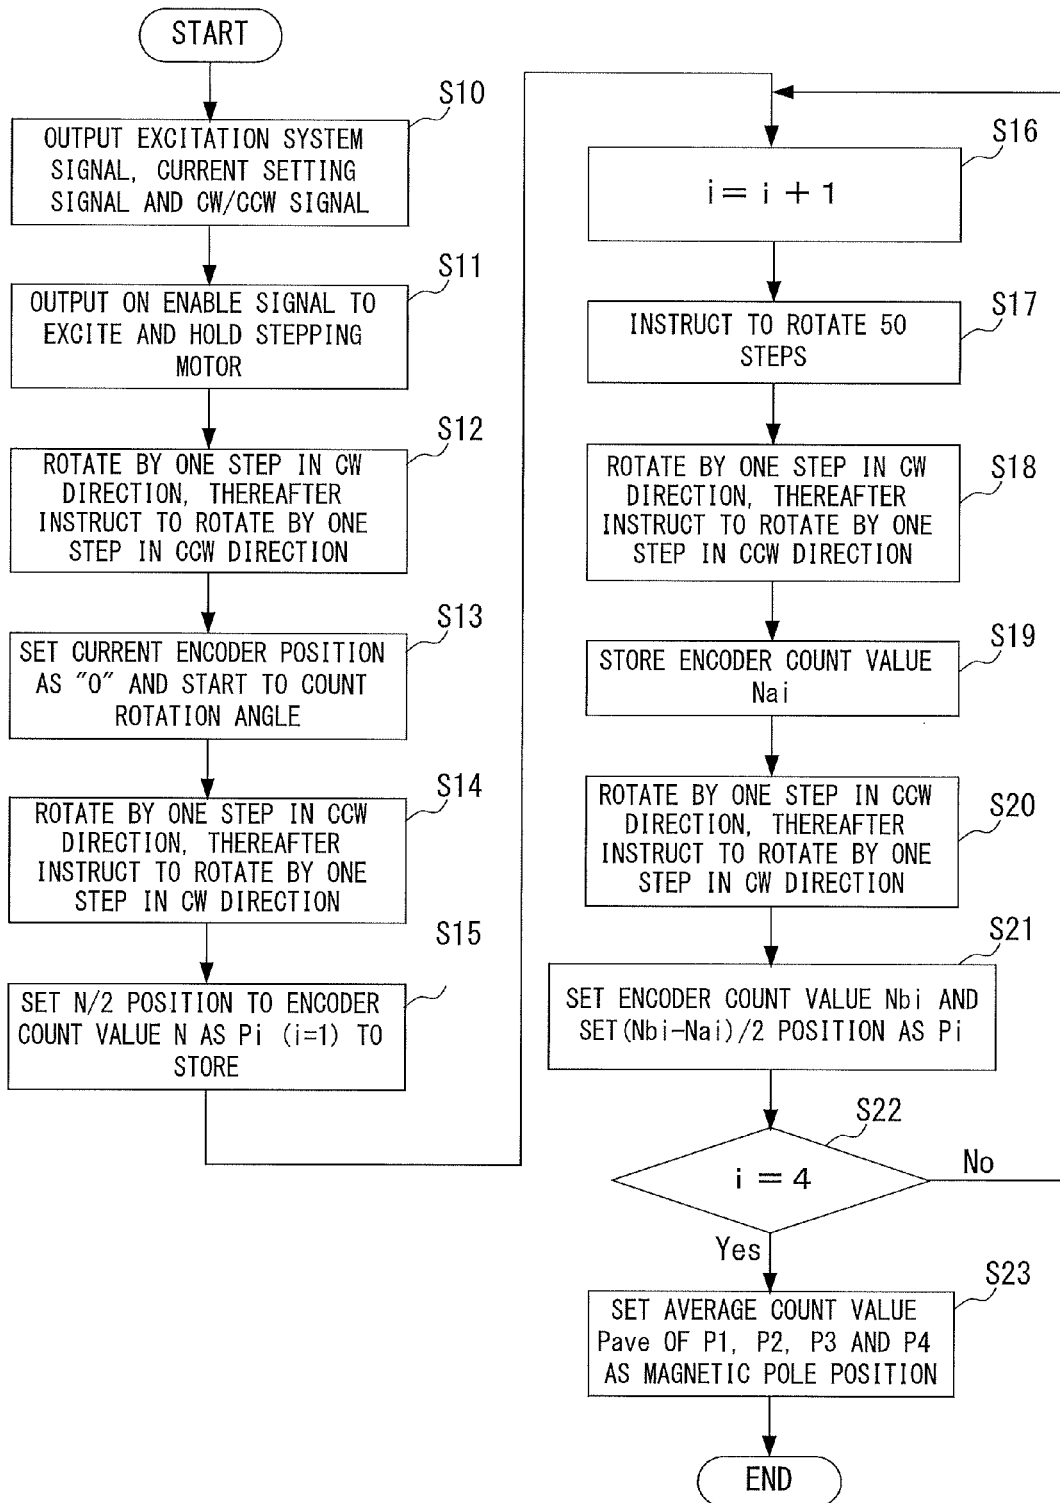 START
S10
OUTPUT EXCITATION SYSTEM
SIGNAL, CURRENT SETTING
SIGNAL AND CW/CCW SIGNAL
S11
OUTPUT ON ENABLE SIGNAL TO
EXCITE AND HOLD STEPPING
MOTOR
S12
ROTATE BY ONE STEP IN CW
DIRECTION, THEREAFTER
INSTRUCT TO ROTATE BY ONE
STEP IN CCW DIRECTION
S13
SET CURRENT ENCODER POSITION
AS "0" AND START TO COUNT
ROTATION ANGLE
S14
ROTATE BY ONE STEP IN CCW
DIRECTION, THEREAFTER
INSTRUCT TO ROTATE BY ONE
STEP IN CW DIRECTION
S15
SET N/2 POSITION TO ENCODER
COUNT VALUE N AS Pi (i=1) TO
STORE
S16
i = i + 1
S17
INSTRUCT TO ROTATE 50
STEPS
S18
ROTATE BY ONE STEP IN CW
DIRECTION, THEREAFTER
INSTRUCT TO ROTATE BY ONE
STEP IN CCW DIRECTION
S19
STORE ENCODER COUNT VALUE
Nai
S20
ROTATE BY ONE STEP IN CCW
DIRECTION, THEREAFTER
INSTRUCT TO ROTATE BY ONE
STEP IN CW DIRECTION
S21
SET ENCODER COUNT VALUE Nbi AND
SET(Nbi-Nai)/2 POSITION AS Pi
S22
i = 4
No
Yes
S23
SET AVERAGE COUNT VALUE
Pave OF P1, P2, P3 AND P4
AS MAGNETIC POLE POSITION
END